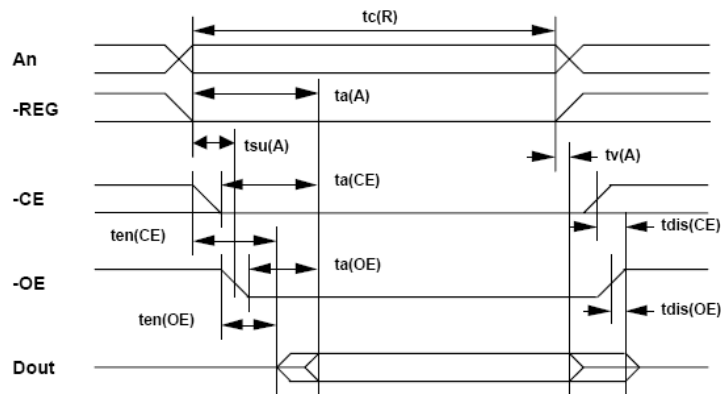 tc(R)
An
ta(A)
-REG
tsu(A)
tv(A)
ta(CE)
-CE
tdis(CE)
ten(CE)
ta(OE)
-OE
tdis(OE)
ten(OE)
Dout